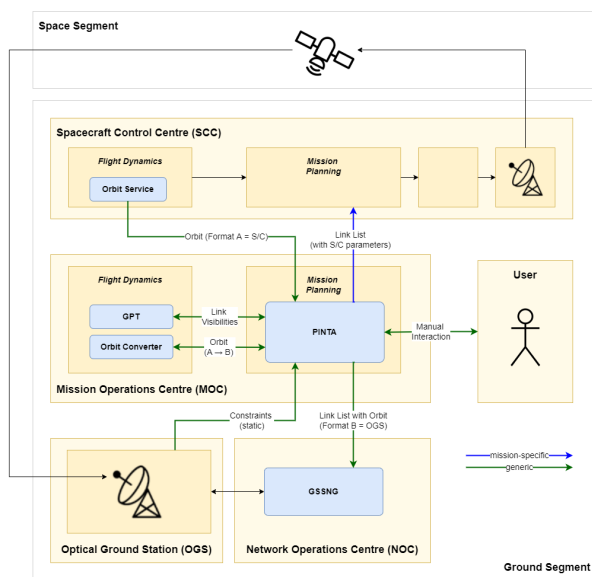 Space Segment
Spacecraft Control Centre (SCC)
Flight Dynamics
Mission
Planning
Orbit Service
Orbit (Format A = S/C)
Link List
(with S/C parameters)
Flight Dynamics
Mission
Planning
User
GPT
Link
Visibilities
PINTA
Manual
Interaction
Orbit Converter
Orbit
(A → B)
Mission Operations Centre (MOC)
Constraints
(static)
Link List with Orbit
(Format B = OGS)
mission-specific
generic
GSSNG
Optical Ground Station (OGS)
Network Operations Centre (NOC)
Ground Segment